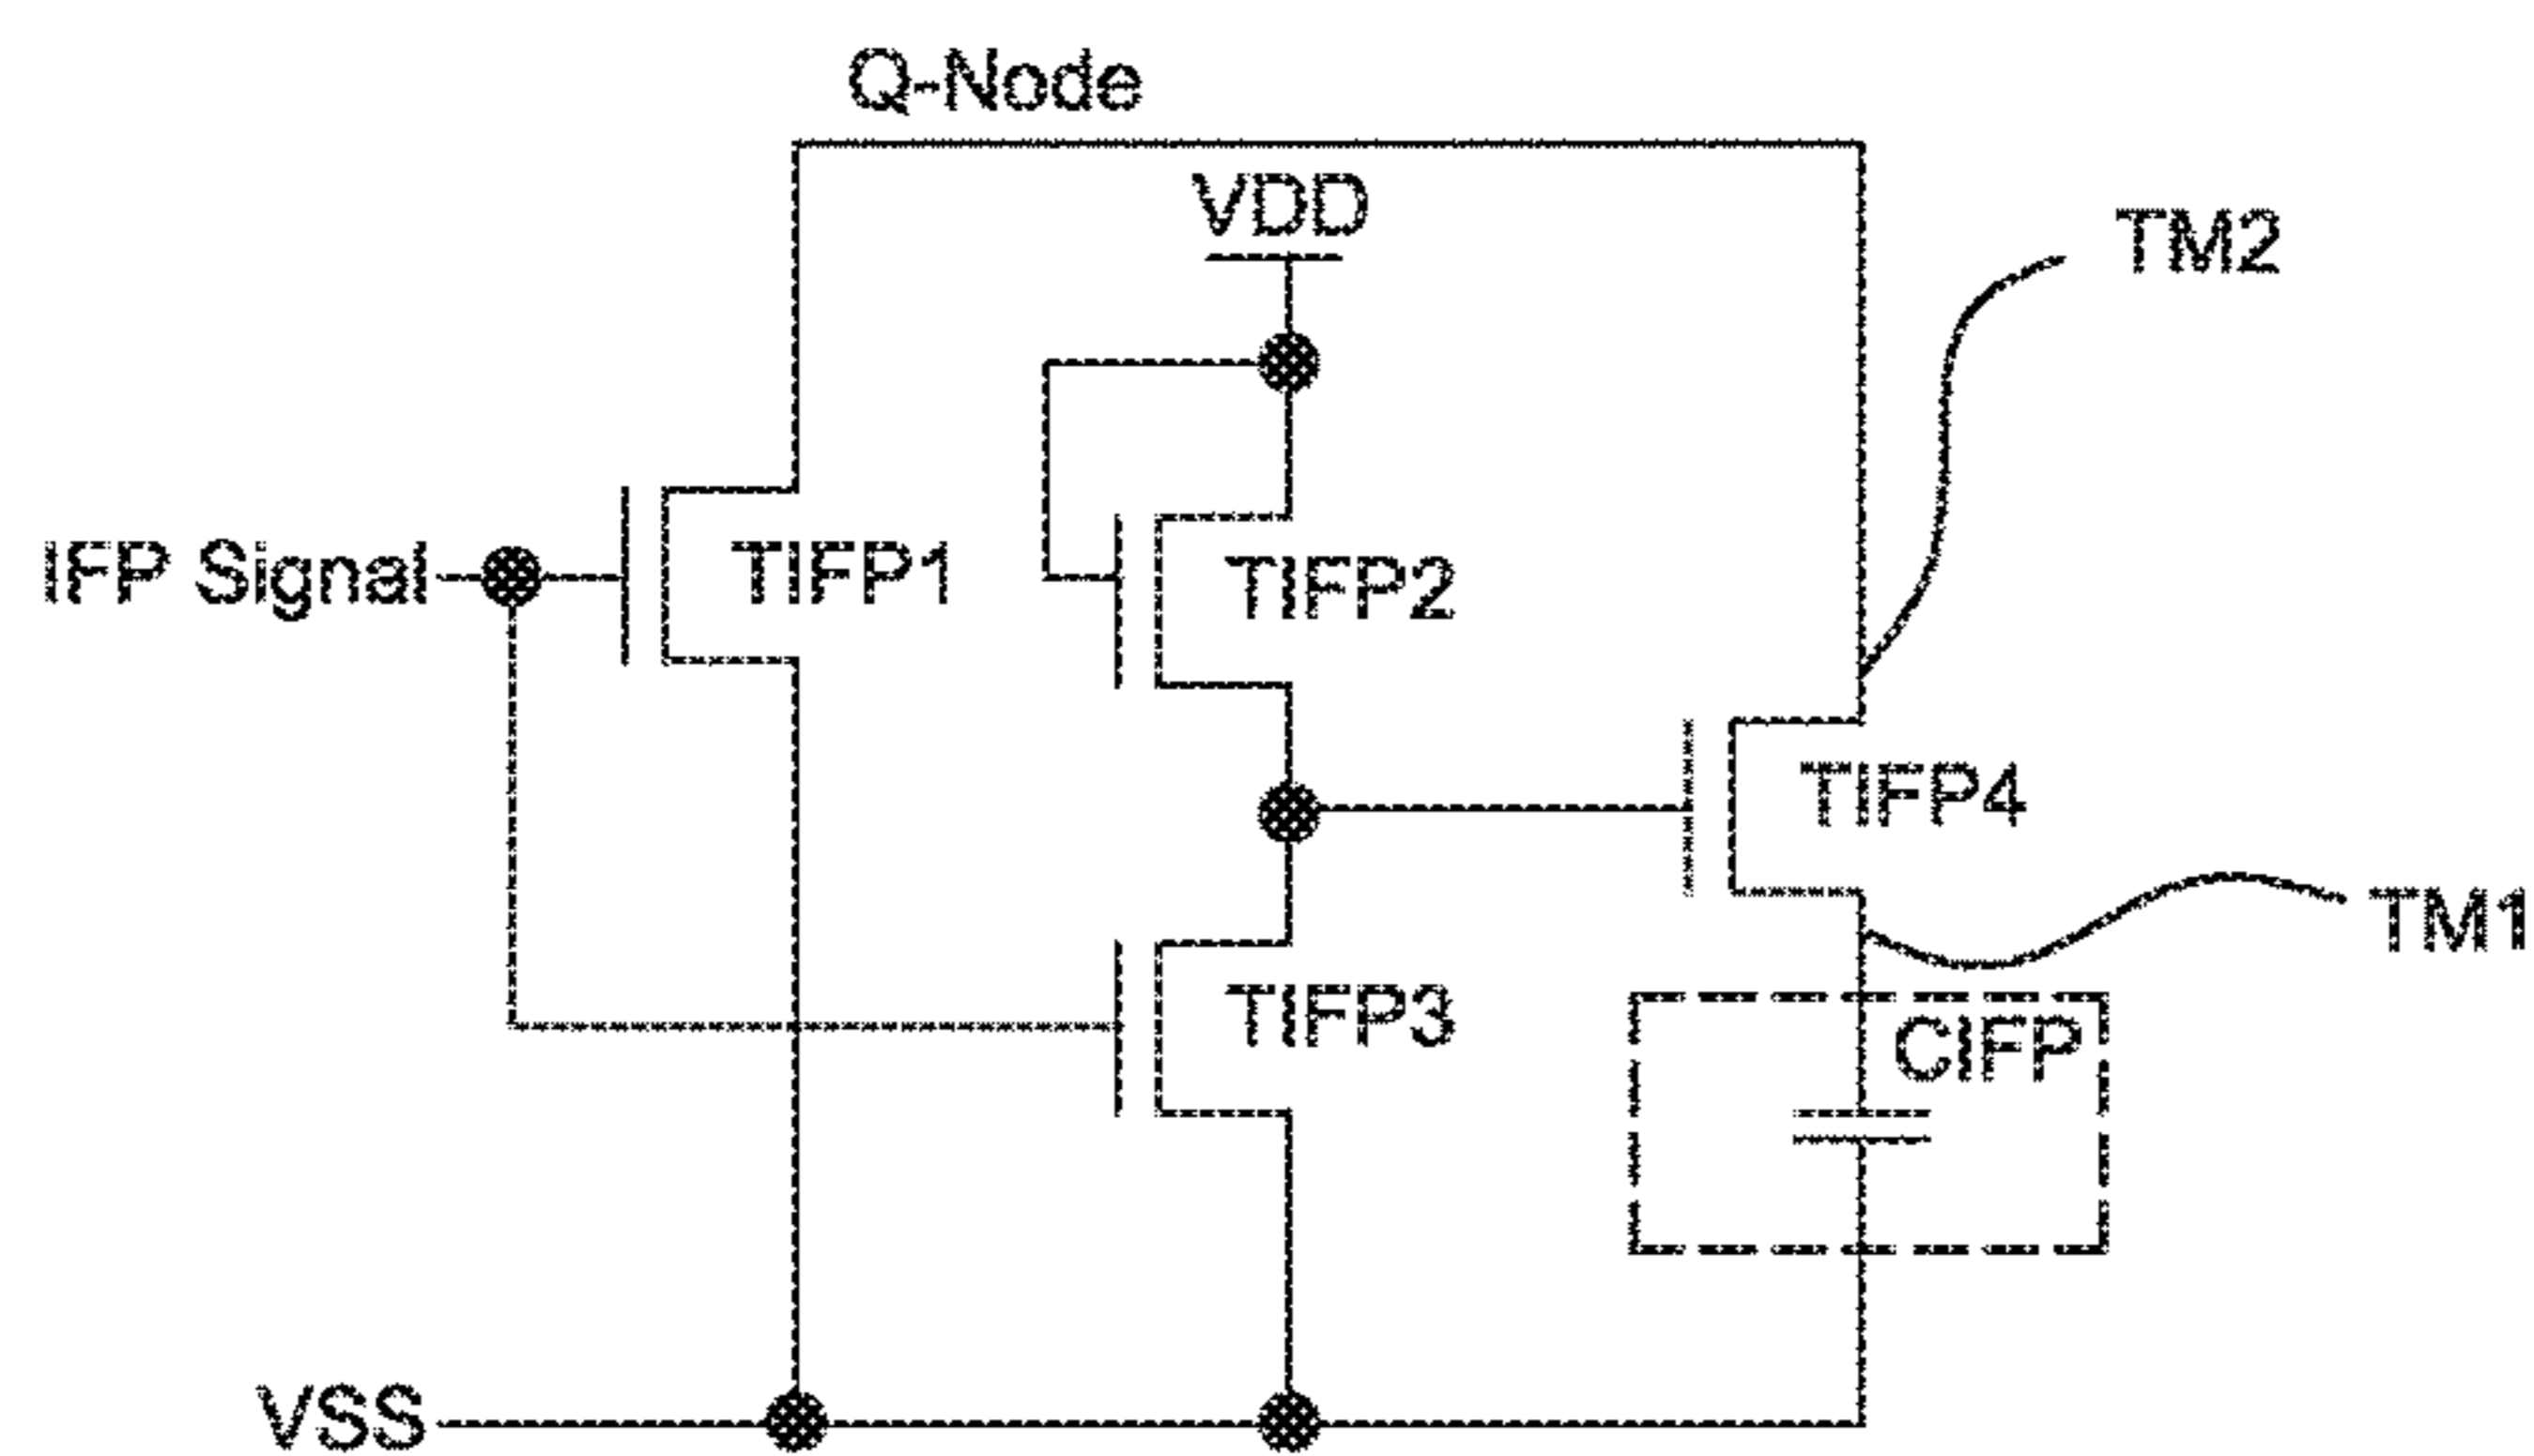 Q-Node
VDD
TM2
IFP Signal
TIFP1
TIFP2
TIFP4
TM1
TIFP3
CIFP
VSS